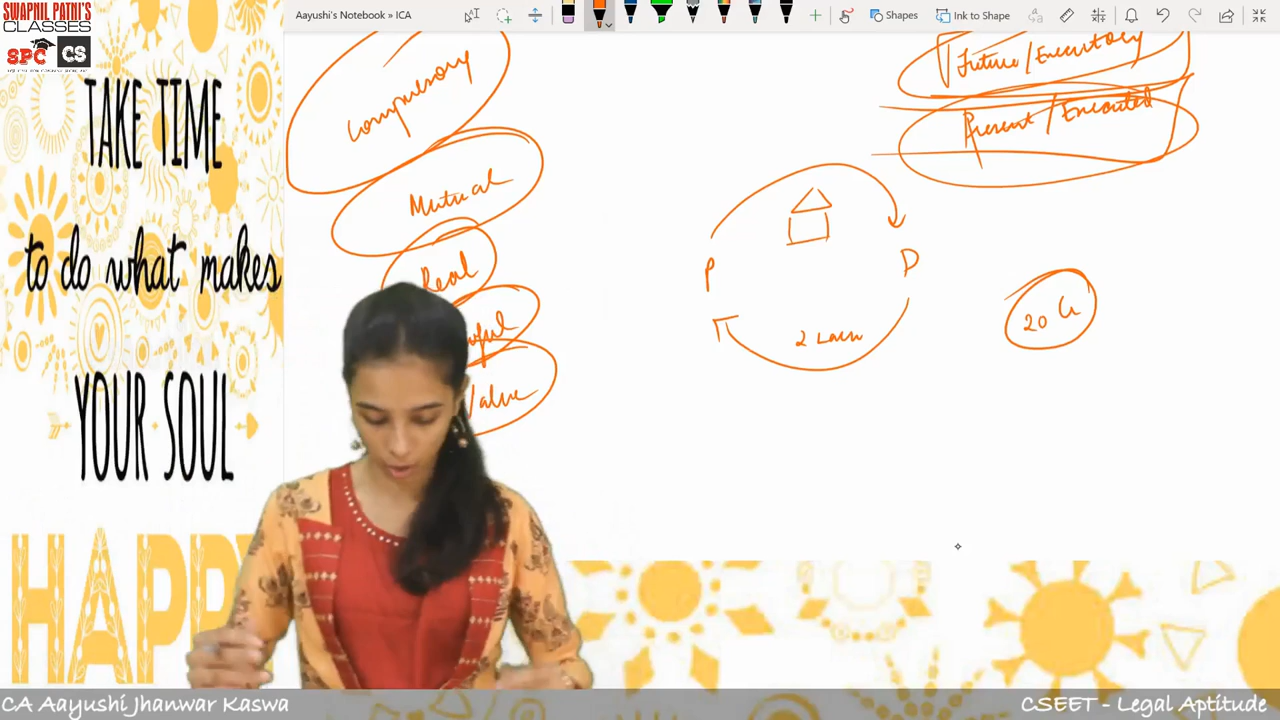 SWAPNIL PATNI'S
CLASSES
SPC CS
TAKE TIME
to do what makes
YOUR SOUL
HAPPY
Aayushi's Notebook » ICA
Shapes
Ink to Shape
Compulsory
Mutual
Real
Value
Future / Executory
Present / Executed
P
D
2 Lakh
20 Cr
CA Aayushi Jhanwar Kaswa
CSEET - Legal Aptitude